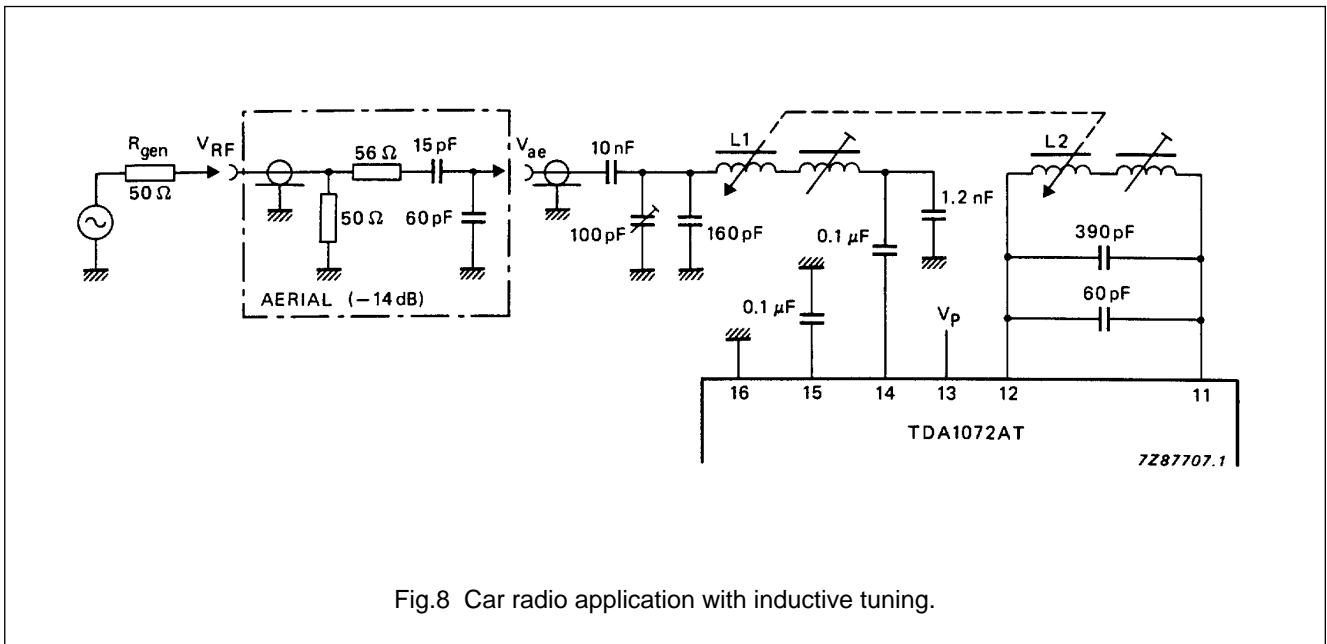 R_gen
50 Ω
V_RF
50 Ω
56 Ω
15 pF
60 pF
AERIAL (−14 dB)
V_ae
10 nF
100 pF
160 pF
L1
1.2 nF
0.1 μF
0.1 μF
V_P
L2
390 pF
60 pF
16 15 14 13 12 11
TDA1072AT
7Z87707.1
Fig.8 Car radio application with inductive tuning.